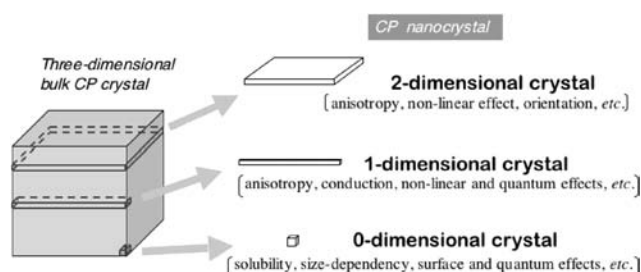 CP nanocrystal
Three-dimensional
bulk CP crystal
2-dimensional crystal
[anisotropy, non-linear effect, orientation, etc.]
1-dimensional crystal
[anisotropy, conduction, non-linear and quantum effects, etc.]
0-dimensional crystal
[solubility, size-dependency, surface and quantum effects, etc.]